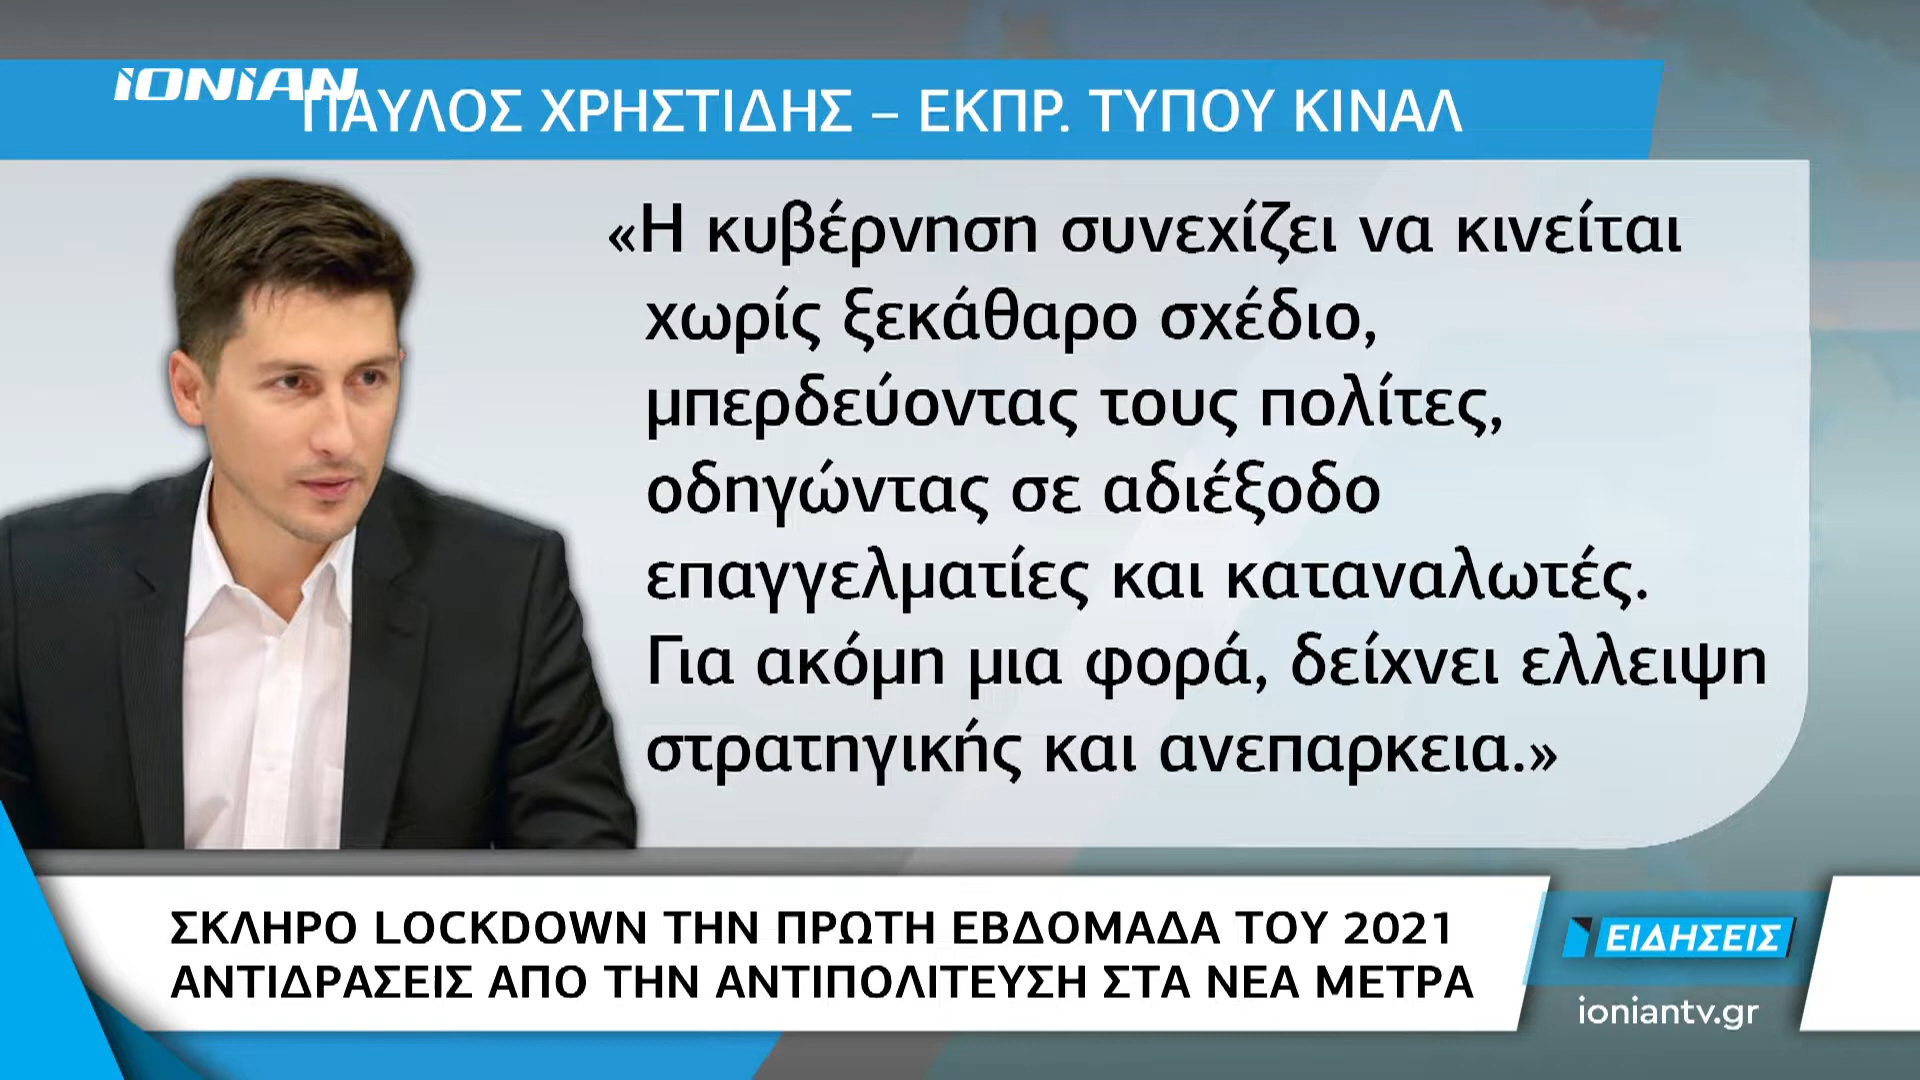 IONIAN
ΠΑΥΛΟΣ ΧΡΗΣΤΙΔΗΣ – ΕΚΠΡ. ΤΥΠΟΥ ΚΙΝΑΛ
«Η κυβέρνηση συνεχίζει να κινείται
χωρίς ξεκάθαρο σχέδιο,
μπερδεύοντας τους πολίτες,
οδηγώντας σε αδιέξοδο
επαγγελματίες και καταναλωτές.
Για ακόμη μια φορά, δείχνει ελλειψη
στρατηγικής και ανεπαρκεια.»
ΣΚΛΗΡΟ LOCKDOWN ΤΗΝ ΠΡΩΤΗ ΕΒΔΟΜΑΔΑ ΤΟΥ 2021
ΑΝΤΙΔΡΑΣΕΙΣ ΑΠΟ ΤΗΝ ΑΝΤΙΠΟΛΙΤΕΥΣΗ ΣΤΑ ΝΕΑ ΜΕΤΡΑ
ΕΙΔΗΣΕΙΣ
ioniantv.gr